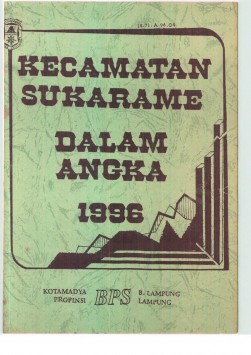 KECAMATAN
SUKARAME
DALAM
ANGKA
1996
KOTAMADYA BPS B. LAMPUNG
PROPINSI LAMPUNG